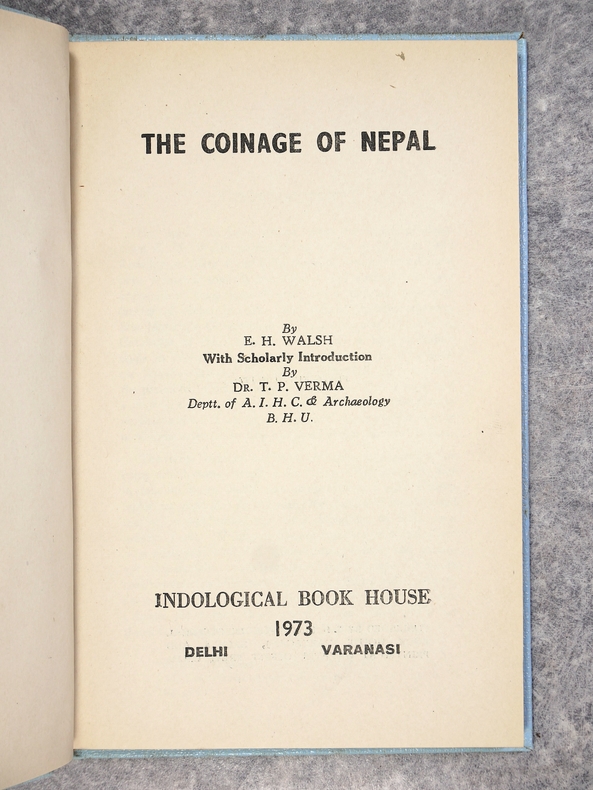 THE COINAGE OF NEPAL
By
E. H. WALSH
With Scholarly Introduction
By
DR. T. P. VERMA
Deptt. of A. I. H. C. & Archaeology
B. H. U.
INDOLOGICAL BOOK HOUSE
1973
DELHI VARANASI